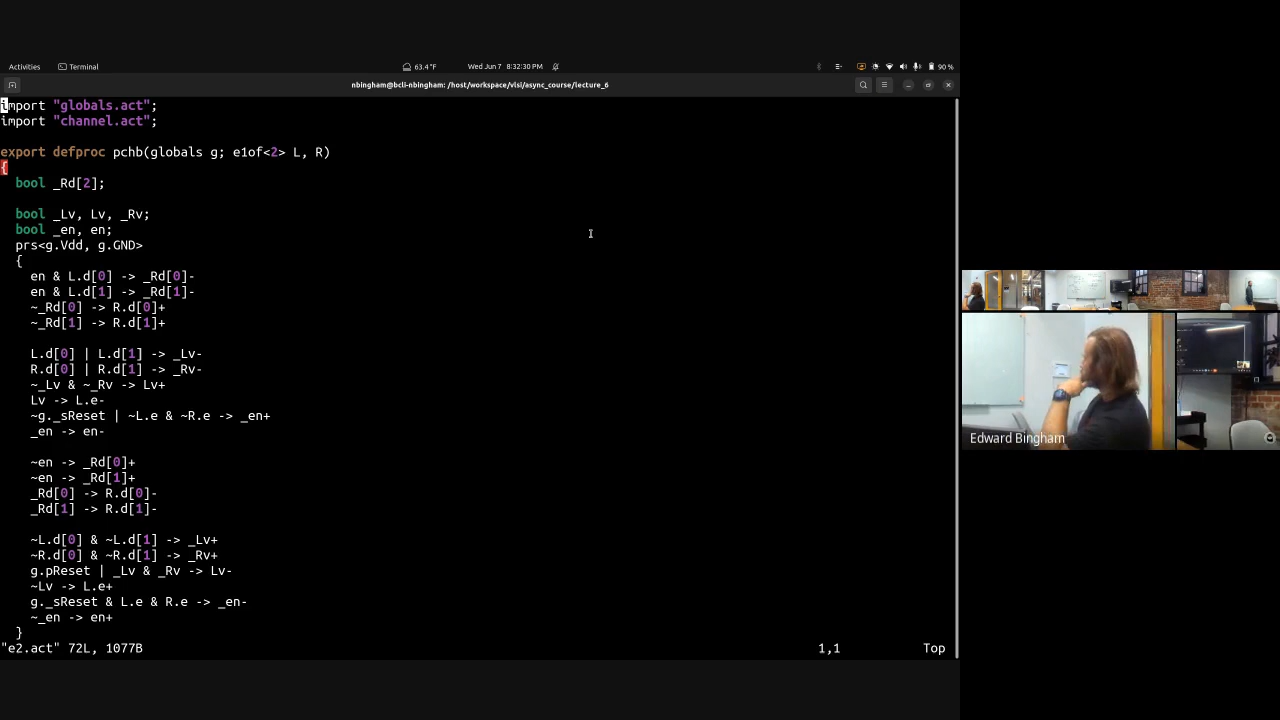 Activities
Terminal
63.4 °F
Wed Jun 7 8:32:30 PM
90 %
nbingham@bcli-nbingham: /host/workspace/vlsi/async_course/lecture_6
import "globals.act";
import "channel.act";
export defproc pchb(globals g; e1of<2> L, R)
{
bool _Rd[2];
bool _Lv, Lv, _Rv;
bool _en, en;
prs<g.Vdd, g.GND>
{
en & L.d[0] -> _Rd[0]-
en & L.d[1] -> _Rd[1]-
~_Rd[0] -> R.d[0]+
~_Rd[1] -> R.d[1]+
L.d[0] | L.d[1] -> _Lv-
R.d[0] | R.d[1] -> _Rv-
~_Lv & ~_Rv -> Lv+
Lv -> L.e-
~g._sReset | ~L.e & ~R.e -> _en+
_en -> en-
~en -> _Rd[0]+
~en -> _Rd[1]+
_Rd[0] -> R.d[0]-
_Rd[1] -> R.d[1]-
~L.d[0] & ~L.d[1] -> _Lv+
~R.d[0] & ~R.d[1] -> _Rv+
g.pReset | _Lv & _Rv -> Lv-
~Lv -> L.e+
g._sReset & L.e & R.e -> _en-
~_en -> en+
}
"e2.act" 72L, 1077B
1,1
Top
Edward Bingham